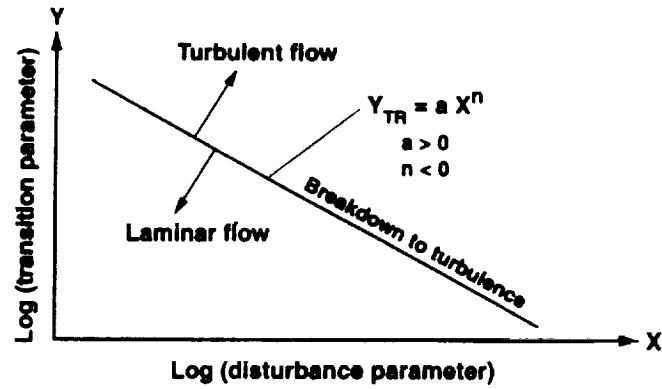 Y
Turbulent flow
Y_TR = a X^n
a > 0
n < 0
Breakdown to turbulence
Laminar flow
Log (transition parameter)
X
Log (disturbance parameter)